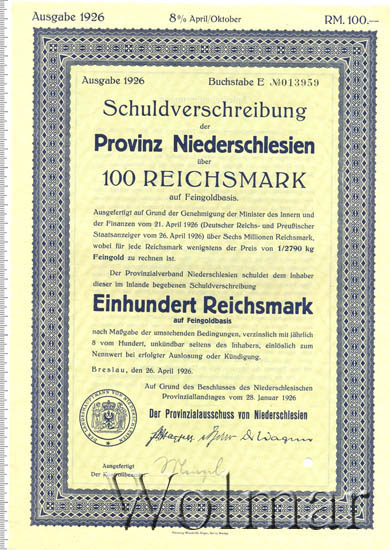 Ausgabe 1926 8% April/Oktober RM. 100.—
Ausgabe 1926 Buchstabe E №013959
Schuldverschreibung
der
Provinz Niederschlesien
über
100 REICHSMARK
auf Feingoldbasis.
Ausgefertigt auf Grund der Genehmigung der Minister des Innern und
der Finanzen vom 21. April 1926 (Deutscher Reichs- und Preußischer
Staatsanzeiger vom 26. April 1926) über Sechs Millionen Reichsmark,
wobei für jede Reichsmark wenigstens der Preis von 1/2790 kg
Feingold zu rechnen ist.
Der Provinzialverband Niederschlesien schuldet dem Inhaber
dieser im Inlande begebenen Schuldverschreibung
Einhundert Reichsmark
auf Feingoldbasis
nach Maßgabe der umstehenden Bedingungen, verzinslich mit jährlich
8 vom Hundert, unkündbar seitens des Inhabers, einlöslich zum
Nennwert bei erfolgter Auslosung oder Kündigung.
Breslau, den 26. April 1926.
Auf Grund des Beschlusses des Niederschlesischen
Provinziallandtages vom 28. Januar 1926
Der Provinzialausschuss von Niederschlesien
Ausgefertigt
Der Kontrollbeamte
Wolmar